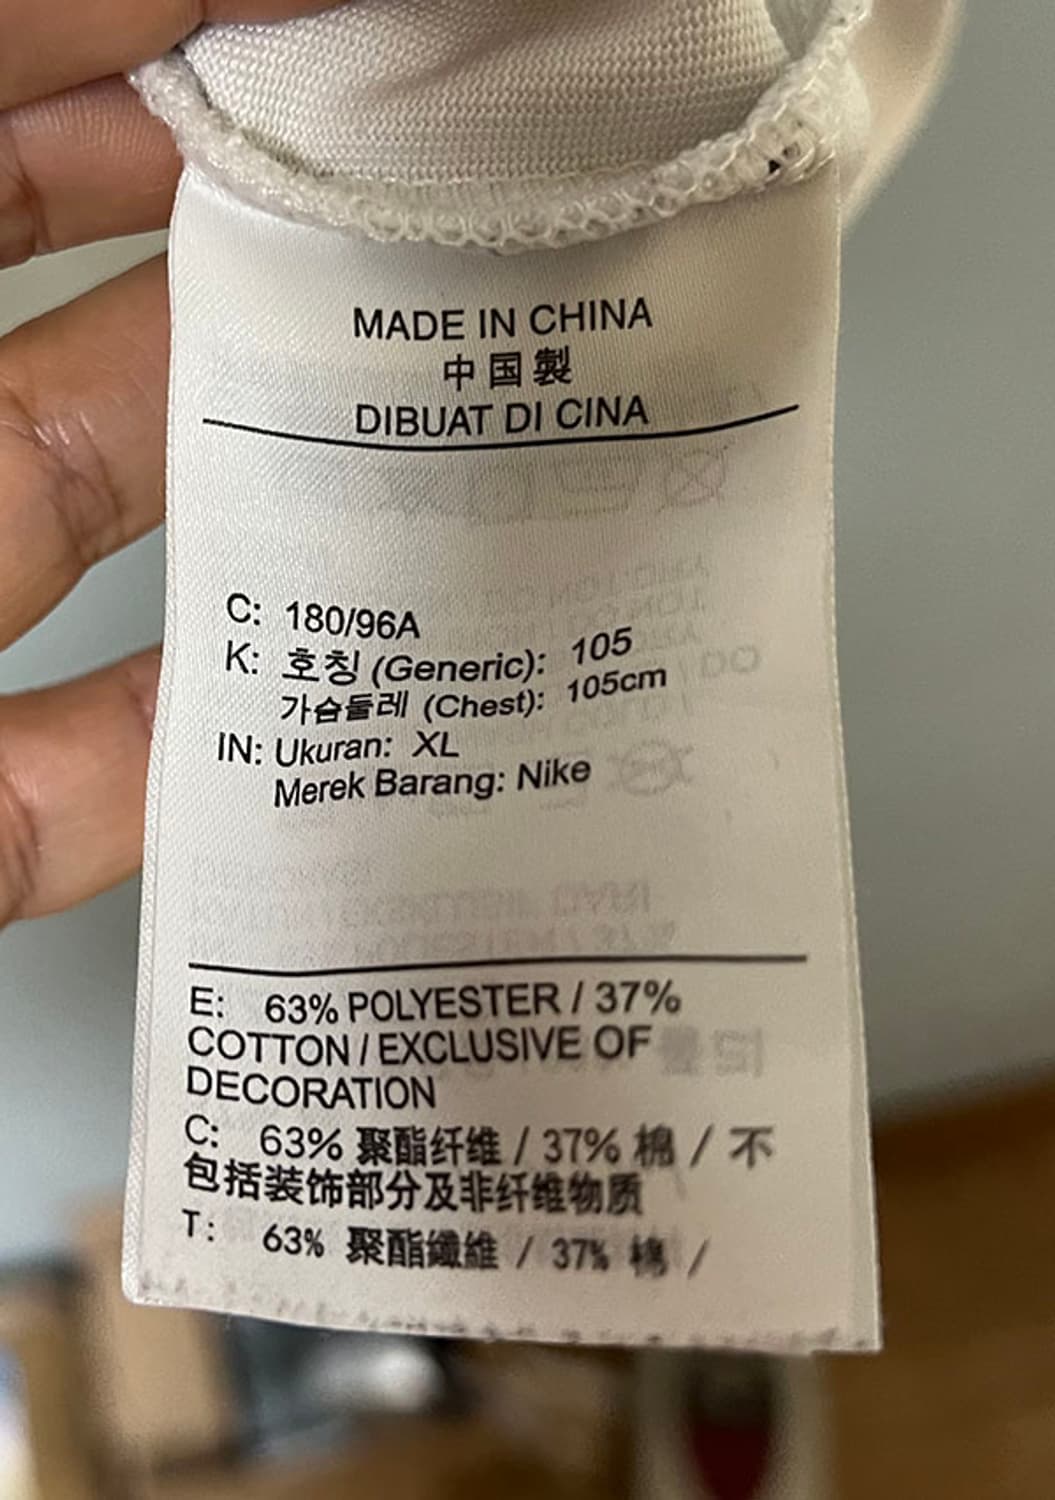 MADE IN CHINA
中国製
DIBUAT DI CINA
C: 180/96A
K: 호칭 (Generic): 105
가슴둘레 (Chest): 105cm
IN: Ukuran: XL
Merek Barang: Nike
E: 63% POLYESTER / 37%
COTTON / EXCLUSIVE OF
DECORATION
C: 63% 聚酯纤维 / 37% 棉 / 不
包括装饰部分及非纤维物质
T: 63% 聚酯纖維 / 37% 棉 /